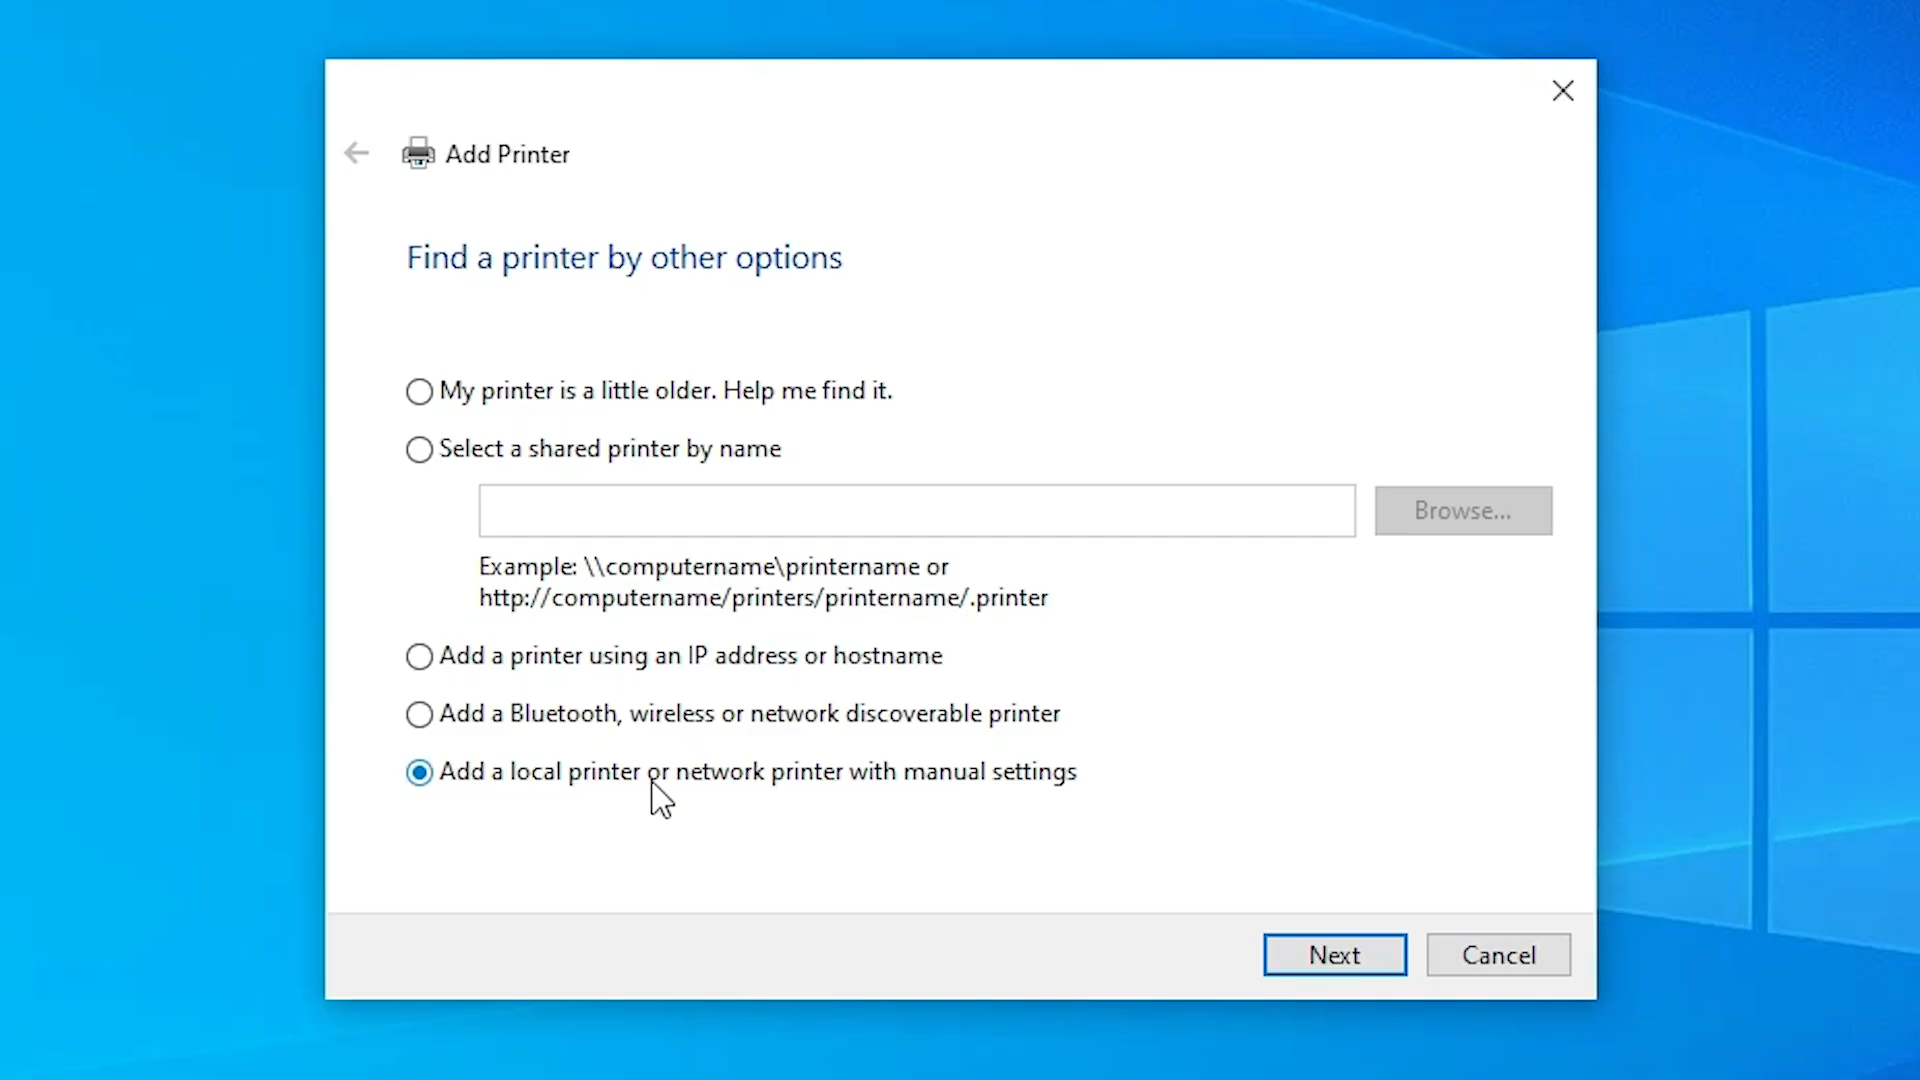 Add Printer
Find a printer by other options
My printer is a little older. Help me find it.
Select a shared printer by name
Browse...
Example: \\computername\printername or
http://computername/printers/printername/.printer
Add a printer using an IP address or hostname
Add a Bluetooth, wireless or network discoverable printer
Add a local printer or network printer with manual settings
Next
Cancel